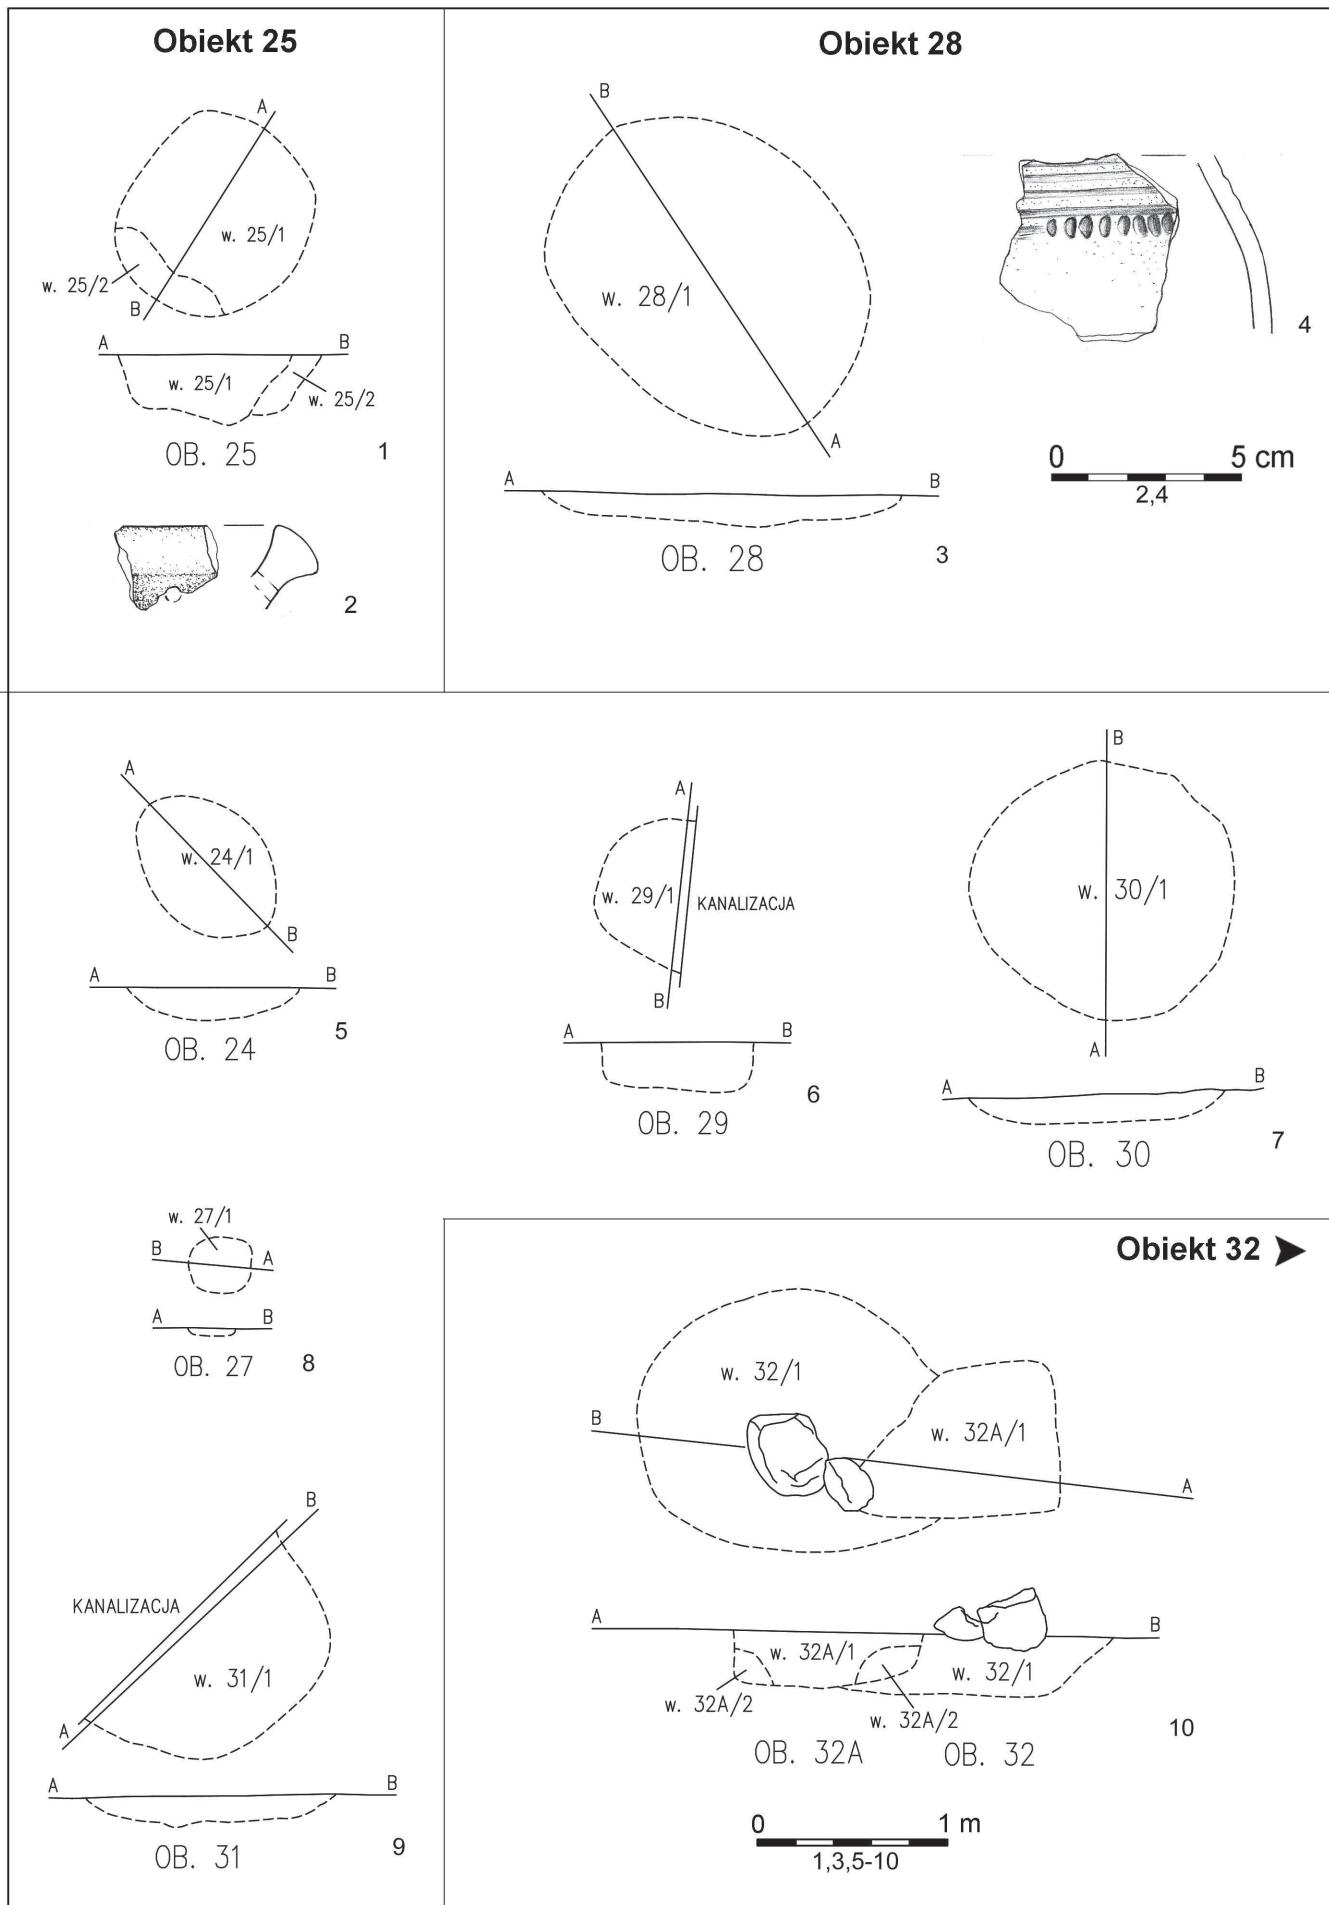 Obiekt 25
A
w. 25/1
w. 25/2
B
A B
w. 25/1
w. 25/2
OB. 25
1
2
Obiekt 28
B
w. 28/1
A
A B
OB. 28
3
4
0 5 cm
2,4
A
w. 24/1
B
A B
OB. 24
5
A
w. 29/1
KANALIZACJA
B
A B
OB. 29
6
B
w. 30/1
A
A B
OB. 30
7
w. 27/1
B A
A B
OB. 27
8
B
KANALIZACJA
w. 31/1
A
A B
OB. 31
9
Obiekt 32
w. 32/1
B
w. 32A/1
A
A B
w. 32A/1
w. 32/1
w. 32A/2
w. 32A/2
OB. 32A OB. 32
10
0 1 m
1,3,5-10